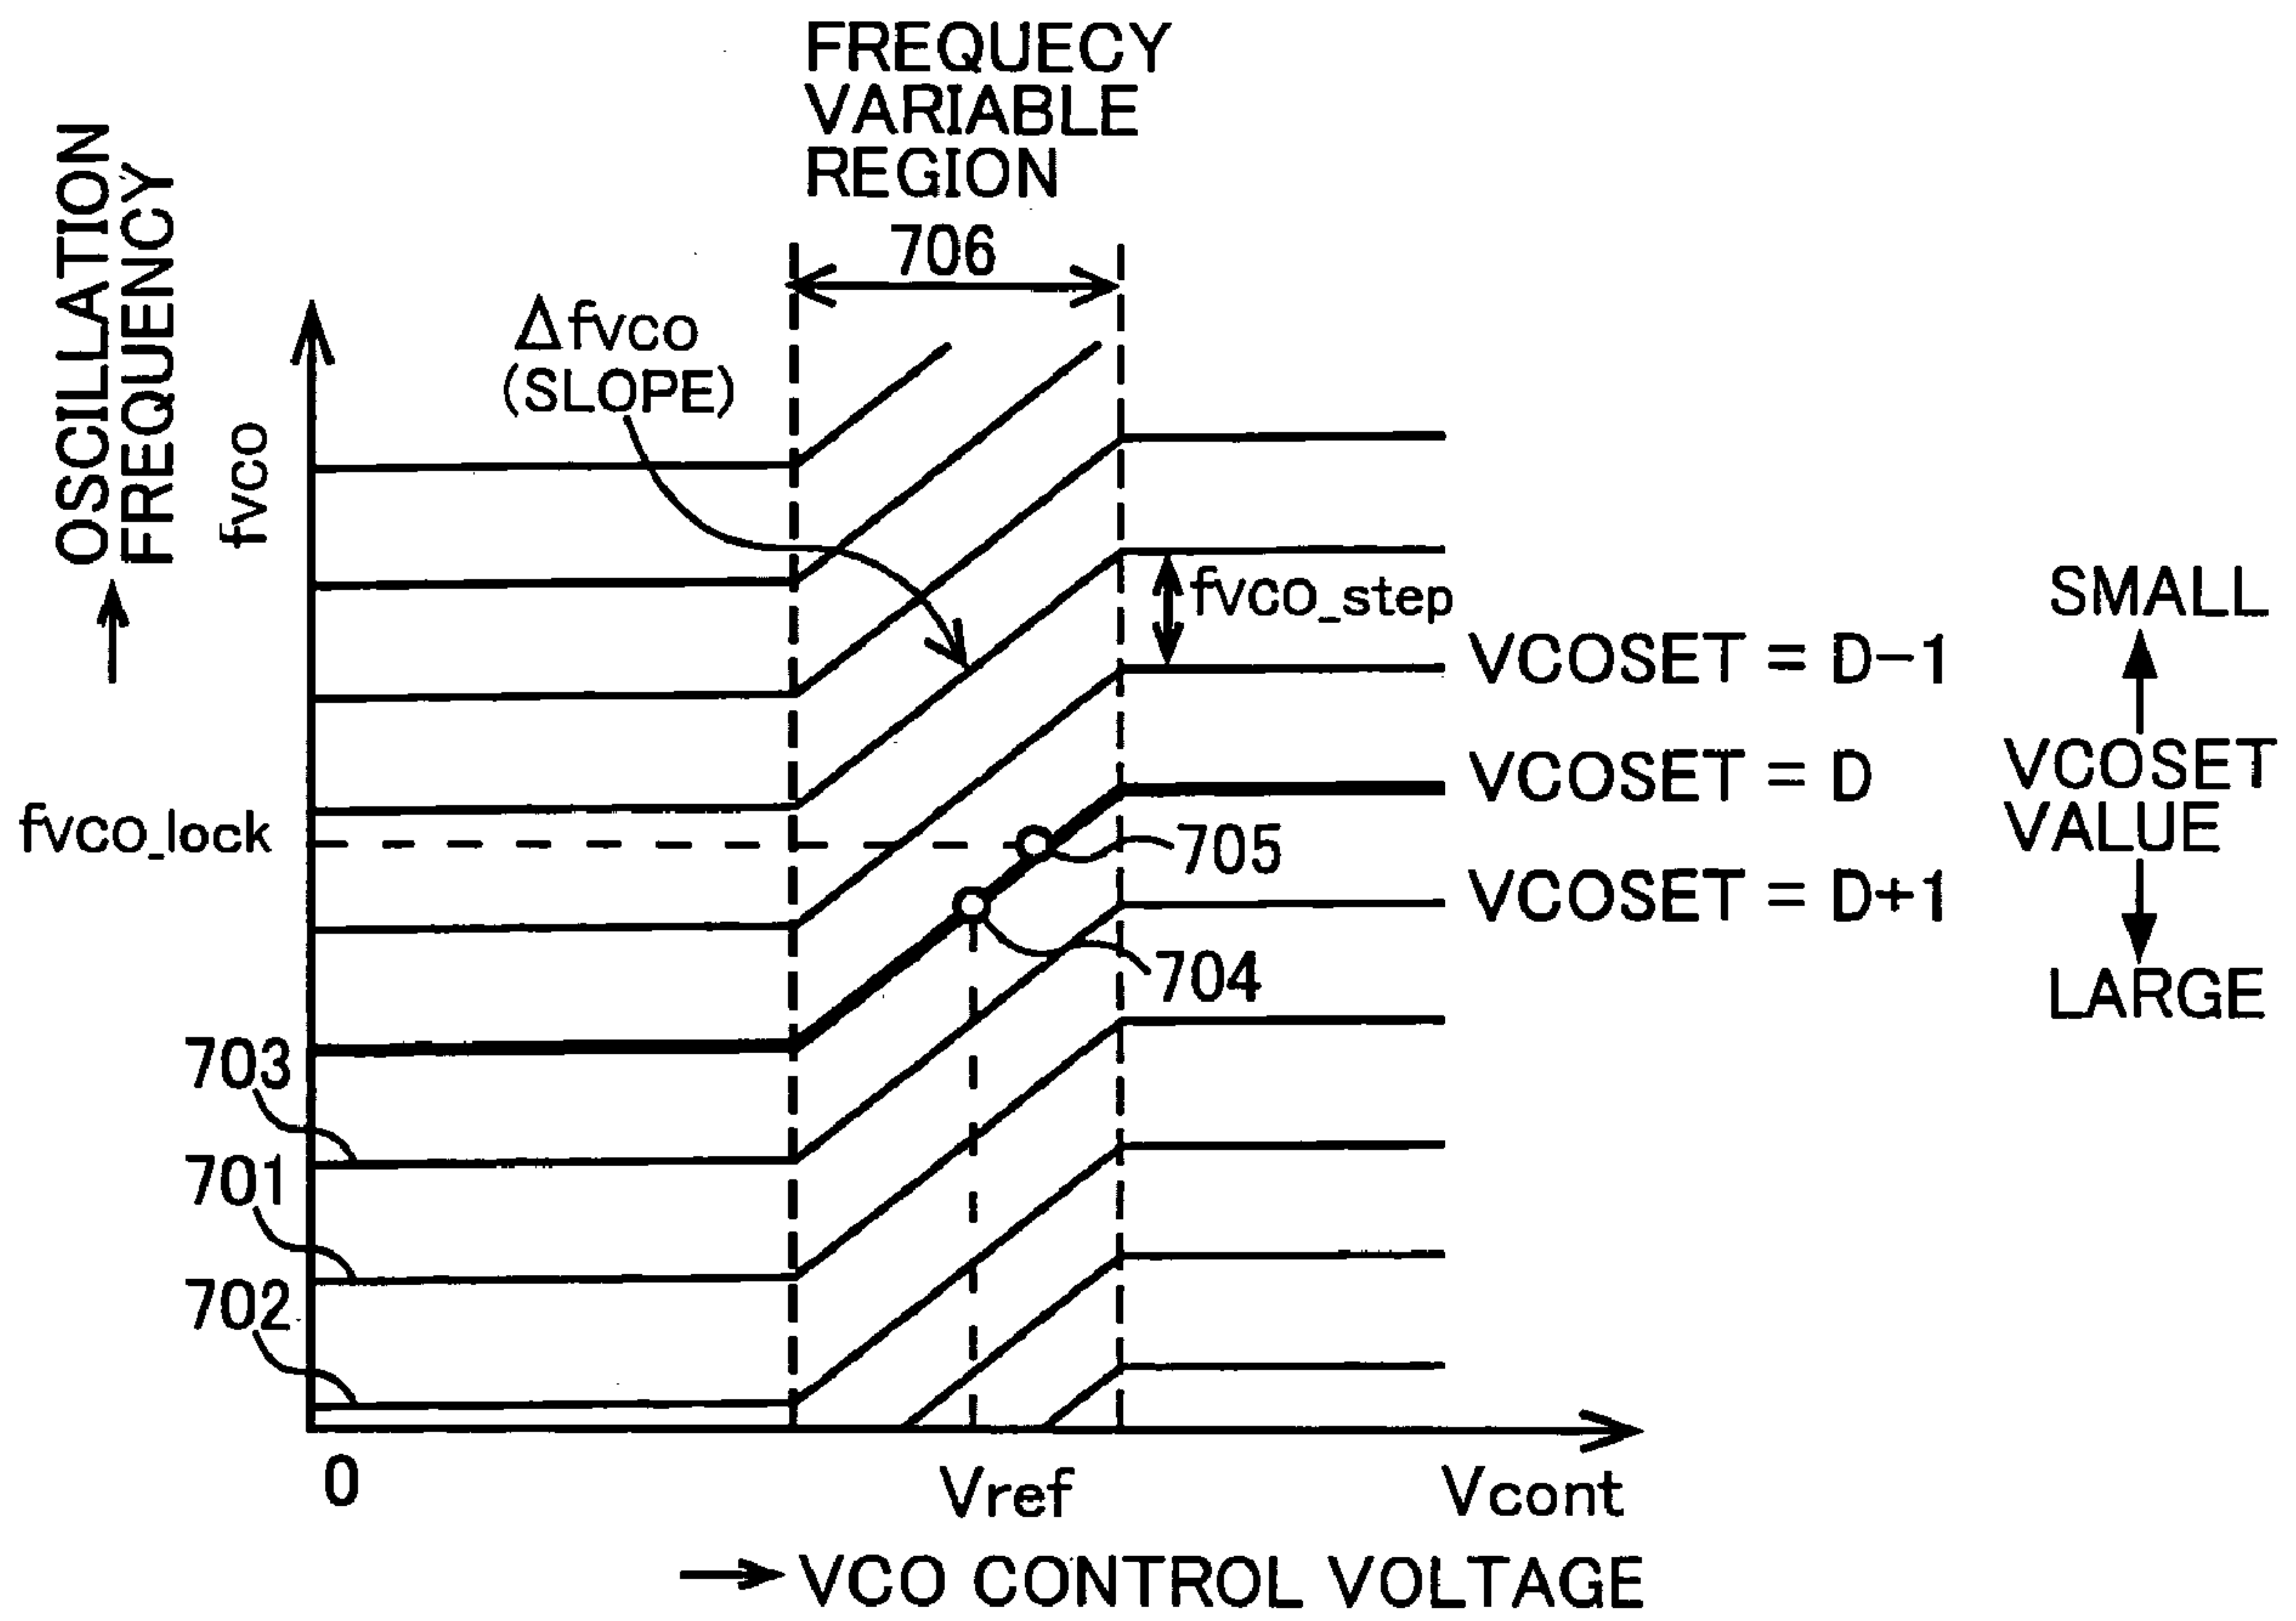 FREQUECY
VARIABLE
REGION
706
OSCILLATION
FREQUENCY
fvco
Δfvco
(SLOPE)
fvco_step
SMALL
VCOSET = D-1
VCOSET
VALUE
VCOSET = D
fvco_lock
705
VCOSET = D+1
704
LARGE
703
701
702
0
Vref
Vcont
VCO CONTROL VOLTAGE